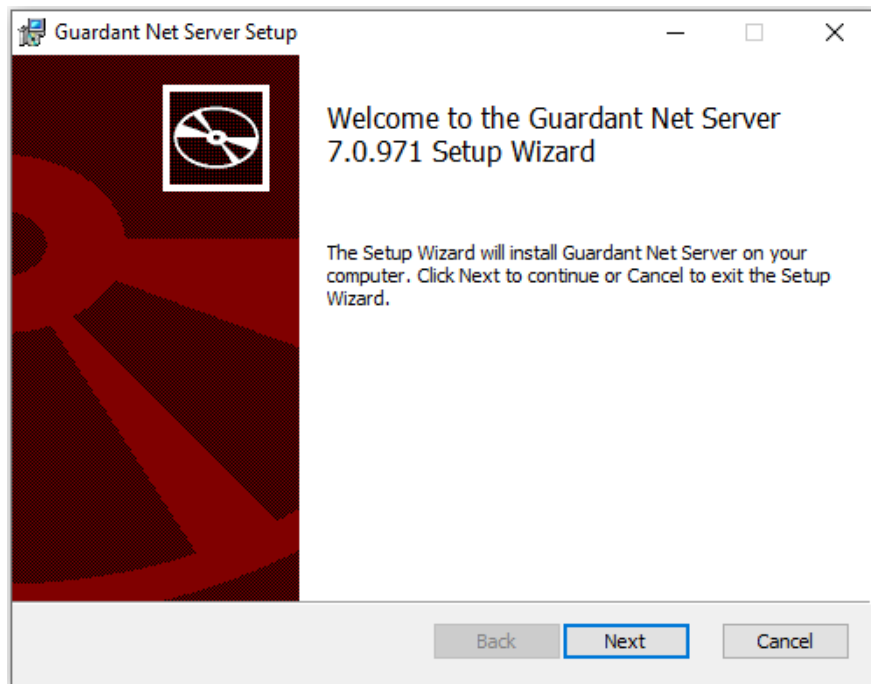 Guardant Net Server Setup
Welcome to the Guardant Net Server
7.0.971 Setup Wizard
The Setup Wizard will install Guardant Net Server on your
computer. Click Next to continue or Cancel to exit the Setup
Wizard.
Back Next Cancel